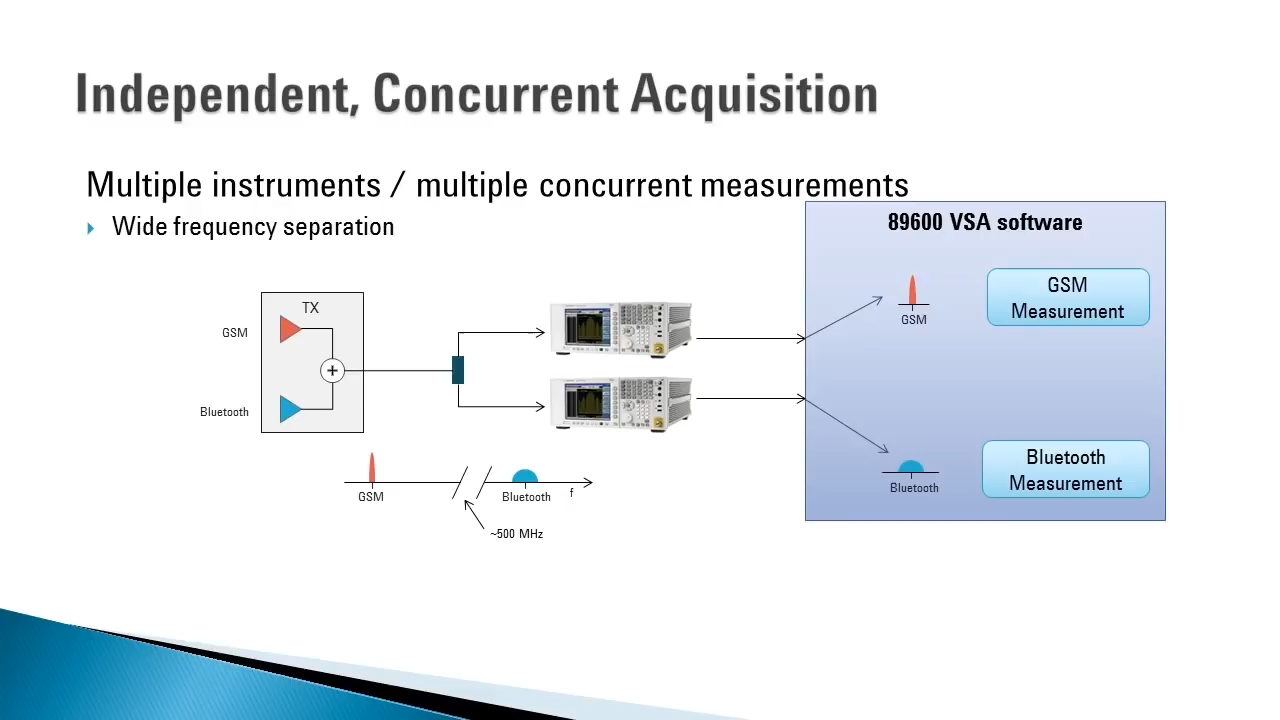 Independent, Concurrent Acquisition
Multiple instruments / multiple concurrent measurements
Wide frequency separation
89600 VSA software
TX
GSM
+
Bluetooth
GSM
GSM
Measurement
GSM
Bluetooth
f
~500 MHz
Bluetooth
Bluetooth
Measurement